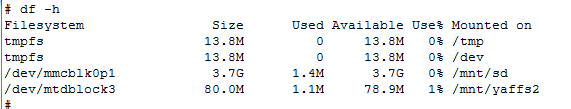 # df -h
Filesystem                Size      Used Available Use% Mounted on
tmpfs                    13.8M         0     13.8M   0% /tmp
tmpfs                    13.8M         0     13.8M   0% /dev
/dev/mmcblk0p1            3.7G      1.4M      3.7G   0% /mnt/sd
/dev/mtdblock3           80.0M      1.1M     78.9M   1% /mnt/yaffs2
#